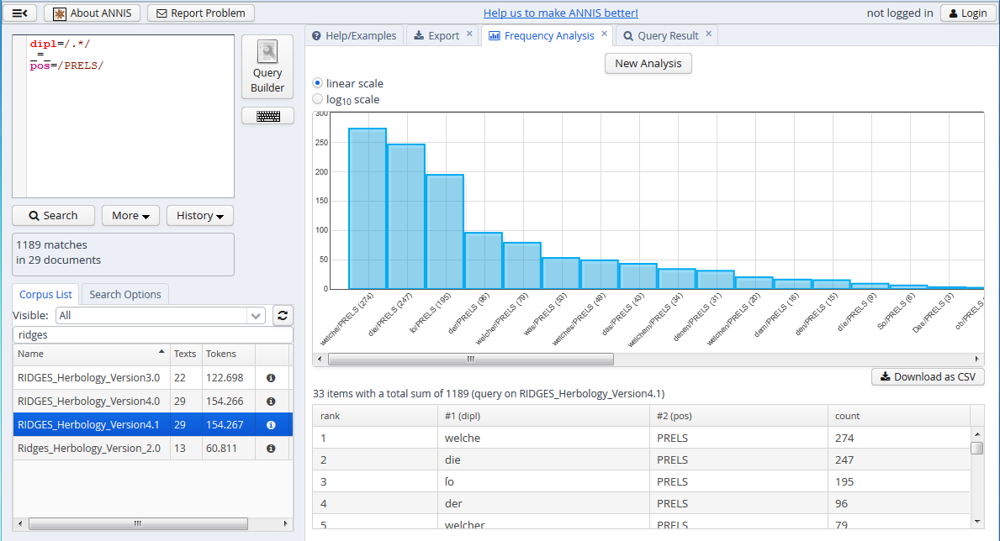 About ANNIS
Report Problem
Help us to make ANNIS better!
not logged in
Login
dipl=/.*/
_=_
pos=/PRELS/
Query
Builder
Search
More
History
1189 matches
in 29 documents
Corpus List
Search Options
Visible:
All
ridges
Name Texts Tokens
RIDGES_Herbology_Version3.0 22 122.698
RIDGES_Herbology_Version4.0 29 154.266
RIDGES_Herbology_Version4.1 29 154.267
Ridges_Herbology_Version_2.0 13 60.811
Help/Examples
Export
Frequency Analysis
Query Result
New Analysis
linear scale
log10 scale
300
250
200
150
100
50
0
welche/PRELS (274)
die/PRELS (247)
ſo/PRELS (195)
der/PRELS (96)
welcher/PRELS (79)
was/PRELS (53)
welches/PRELS (49)
das/PRELS (43)
welchem/PRELS (34)
denen/PRELS (31)
welchen/PRELS (20)
dem/PRELS (16)
den/PRELS (15)
die/PRELS (9)
So/PRELS (6)
Das/PRELS (3)
ob/PRELS
Download as CSV
33 items with a total sum of 1189 (query on RIDGES_Herbology_Version4.1)
rank #1 (dipl) #2 (pos) count
1 welche PRELS 274
2 die PRELS 247
3 ſo PRELS 195
4 der PRELS 96
5 welcher PRELS 79